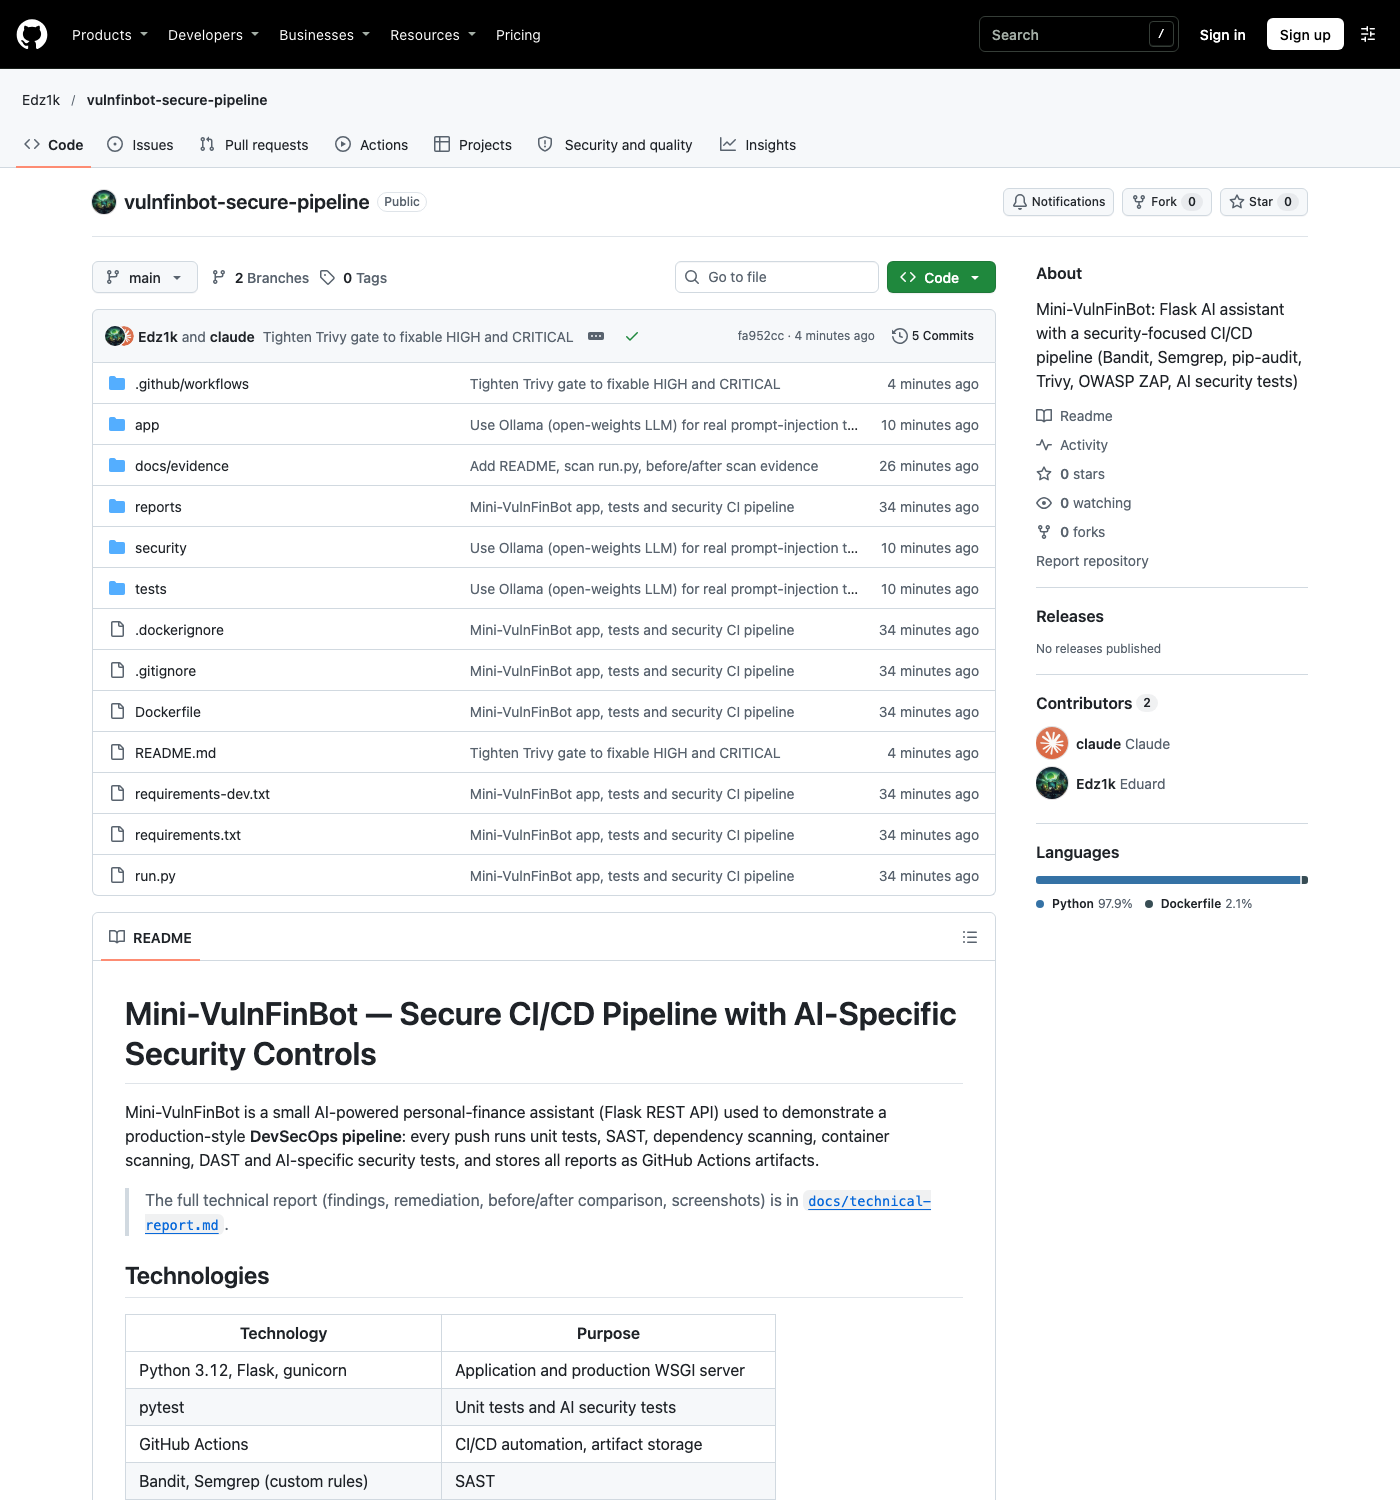 Products Developers Businesses Resources Pricing Search / Sign in Sign up
Edz1k / vulnfinbot-secure-pipeline
Code Issues Pull requests Actions Projects Security and quality Insights
vulnfinbot-secure-pipeline Public Notifications Fork 0 Star 0
main 2 Branches 0 Tags Go to file Code
Edz1k and claude Tighten Trivy gate to fixable HIGH and CRITICAL fa952cc · 4 minutes ago 5 Commits
.github/workflows Tighten Trivy gate to fixable HIGH and CRITICAL 4 minutes ago
app Use Ollama (open-weights LLM) for real prompt-injection t... 10 minutes ago
docs/evidence Add README, scan run.py, before/after scan evidence 26 minutes ago
reports Mini-VulnFinBot app, tests and security CI pipeline 34 minutes ago
security Use Ollama (open-weights LLM) for real prompt-injection t... 10 minutes ago
tests Use Ollama (open-weights LLM) for real prompt-injection t... 10 minutes ago
.dockerignore Mini-VulnFinBot app, tests and security CI pipeline 34 minutes ago
.gitignore Mini-VulnFinBot app, tests and security CI pipeline 34 minutes ago
Dockerfile Mini-VulnFinBot app, tests and security CI pipeline 34 minutes ago
README.md Tighten Trivy gate to fixable HIGH and CRITICAL 4 minutes ago
requirements-dev.txt Mini-VulnFinBot app, tests and security CI pipeline 34 minutes ago
requirements.txt Mini-VulnFinBot app, tests and security CI pipeline 34 minutes ago
run.py Mini-VulnFinBot app, tests and security CI pipeline 34 minutes ago
README
Mini-VulnFinBot — Secure CI/CD Pipeline with AI-Specific
Security Controls
Mini-VulnFinBot is a small AI-powered personal-finance assistant (Flask REST API) used to demonstrate a
production-style DevSecOps pipeline: every push runs unit tests, SAST, dependency scanning, container
scanning, DAST and AI-specific security tests, and stores all reports as GitHub Actions artifacts.
The full technical report (findings, remediation, before/after comparison, screenshots) is in docs/technical-
report.md .
Technologies
Technology Purpose
Python 3.12, Flask, gunicorn Application and production WSGI server
pytest Unit tests and AI security tests
GitHub Actions CI/CD automation, artifact storage
Bandit, Semgrep (custom rules) SAST
About
Mini-VulnFinBot: Flask AI assistant
with a security-focused CI/CD
pipeline (Bandit, Semgrep, pip-audit,
Trivy, OWASP ZAP, AI security tests)
Readme
Activity
0 stars
0 watching
0 forks
Report repository
Releases
No releases published
Contributors 2
claude Claude
Edz1k Eduard
Languages
Python 97.9% Dockerfile 2.1%